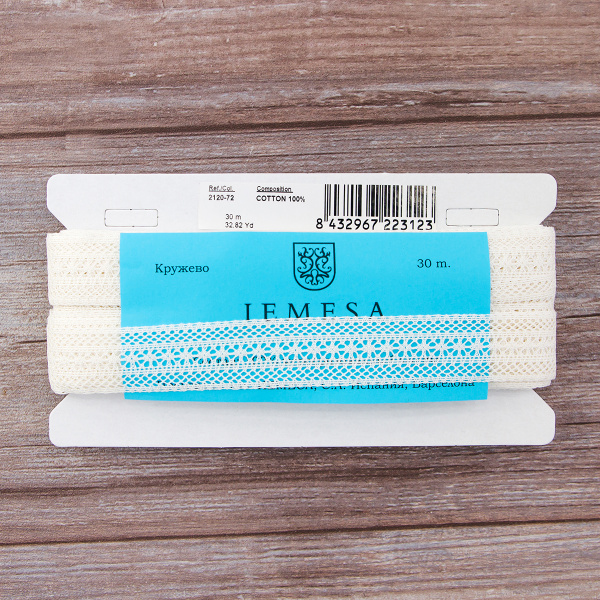 Ref./Col. Composition
2120-72 COTTON 100%
30 m
32.82 Yd
8 432967 223123
Кружево 30 m.
IEMESA
С.А. Испания, Барселона